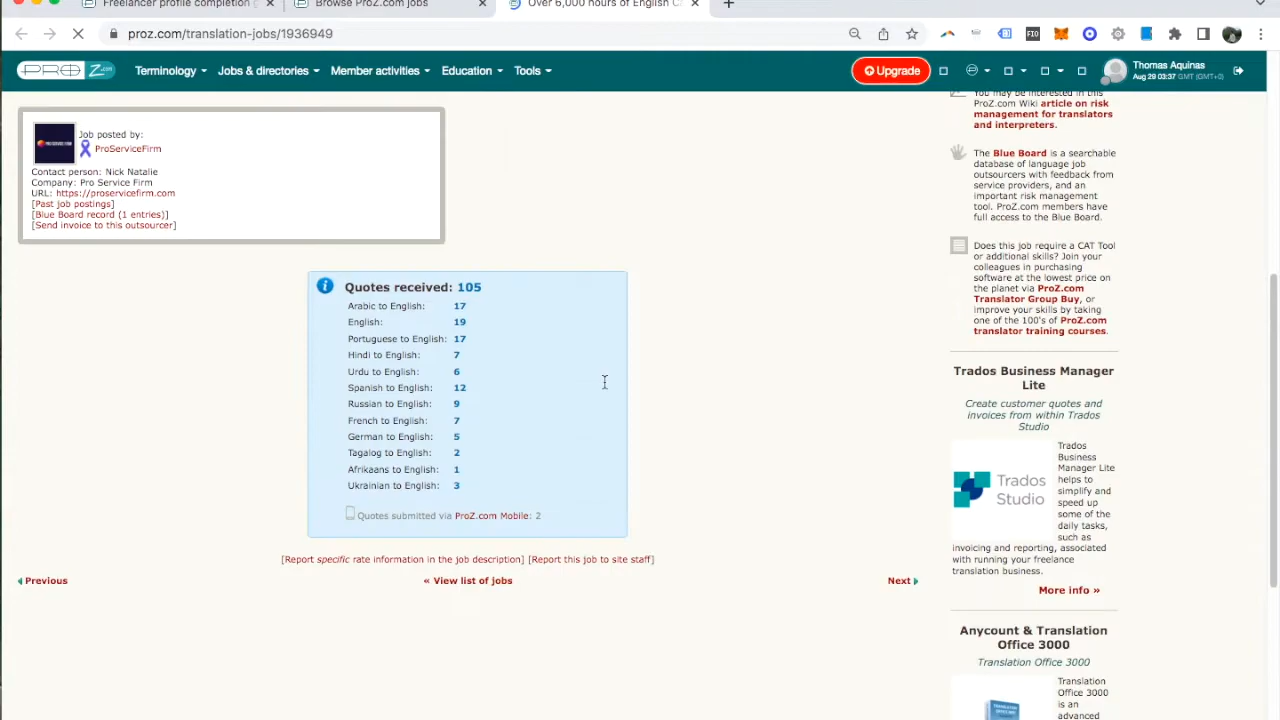 Freelancer profile completion g
Browse ProZ.com jobs
Over 6,000 hours of English C
proz.com/translation-jobs/1936949
PRO Z.com
Terminology
Jobs & directories
Member activities
Education
Tools
Upgrade
Thomas Aquinas
Aug 29 03:37 GMT (GMT+0)
Job posted by:
ProServiceFirm
Contact person: Nick Natalie
Company: Pro Service Firm
URL: https://proservicefirm.com
[Past job postings]
[Blue Board record (1 entries)]
[Send invoice to this outsourcer]
Quotes received: 105
Arabic to English: 17
English: 19
Portuguese to English: 17
Hindi to English: 7
Urdu to English: 6
Spanish to English: 12
Russian to English: 9
French to English: 7
German to English: 5
Tagalog to English: 2
Afrikaans to English: 1
Ukrainian to English: 3
Quotes submitted via ProZ.com Mobile: 2
[Report specific rate information in the job description] [Report this job to site staff]
Previous
« View list of jobs
Next
You may be interested in this
ProZ.com Wiki article on risk
management for translators
and interpreters.
The Blue Board is a searchable
database of language job
outsourcers with feedback from
service providers, and an
important risk management
tool. ProZ.com members have
full access to the Blue Board.
Does this job require a CAT Tool
or additional skills? Join your
colleagues in purchasing
software at the lowest price on
the planet via ProZ.com
Translator Group Buy, or
improve your skills by taking
one of the 100's of ProZ.com
translator training courses.
Trados Business Manager
Lite
Create customer quotes and
invoices from within Trados
Studio
Trados
Studio
Trados
Business
Manager Lite
helps to
simplify and
speed up
some of the
daily tasks,
such as
invoicing and reporting, associated
with running your freelance
translation business.
More info »
Anycount & Translation
Office 3000
Translation Office 3000
Translation
Office 3000
is an
advanced